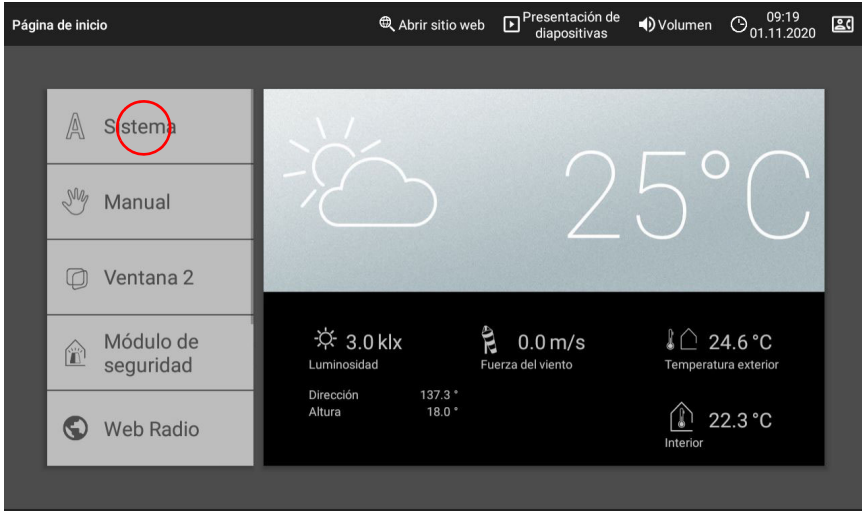 Página de inicio
Abrir sitio web
Presentación de
diapositivas
Volumen
09:19
01.11.2020
Sistema
Manual
Ventana 2
Módulo de
seguridad
Web Radio
25°C
3.0 klx
Luminosidad
Dirección 137.3 °
Altura 18.0 °
0.0 m/s
Fuerza del viento
24.6 °C
Temperatura exterior
22.3 °C
Interior